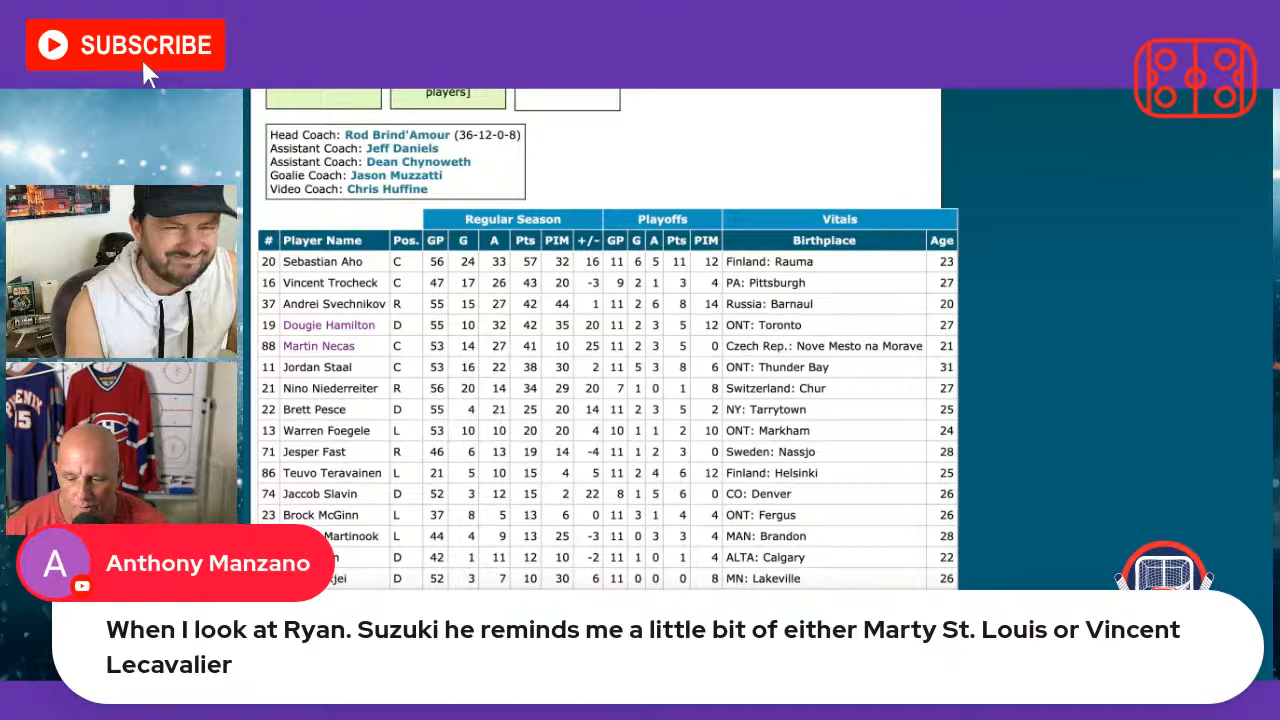 SUBSCRIBE
players]
Head Coach: Rod Brind'Amour (36-12-0-8)
Assistant Coach: Jeff Daniels
Assistant Coach: Dean Chynoweth
Goalie Coach: Jason Muzzatti
Video Coach: Chris Huffine
Regular Season Playoffs Vitals
# Player Name Pos. GP G A Pts PIM +/- GP G A Pts PIM Birthplace Age
20 Sebastian Aho C 56 24 33 57 32 16 11 6 5 11 12 Finland: Rauma 23
16 Vincent Trocheck C 47 17 26 43 20 -3 9 2 1 3 4 PA: Pittsburgh 27
37 Andrei Svechnikov R 55 15 27 42 44 1 11 2 6 8 14 Russia: Barnaul 20
19 Dougie Hamilton D 55 10 32 42 35 20 11 2 3 5 12 ONT: Toronto 27
88 Martin Necas C 53 14 27 41 10 25 11 2 3 5 0 Czech Rep.: Nove Mesto na Morave 21
11 Jordan Staal C 53 16 22 38 30 2 11 5 3 8 6 ONT: Thunder Bay 31
21 Nino Niederreiter R 56 20 14 34 29 20 7 1 0 1 8 Switzerland: Chur 27
22 Brett Pesce D 55 4 21 25 20 14 11 2 3 5 2 NY: Tarrytown 25
13 Warren Foegele L 53 10 10 20 20 4 10 1 1 2 10 ONT: Markham 24
71 Jesper Fast R 46 6 13 19 14 -4 11 1 2 3 0 Sweden: Nassjo 28
86 Teuvo Teravainen L 21 5 10 15 4 5 11 2 4 6 12 Finland: Helsinki 25
74 Jaccob Slavin D 52 3 12 15 2 22 8 1 5 6 0 CO: Denver 26
23 Brock McGinn L 37 8 5 13 6 0 11 3 1 4 4 ONT: Fergus 26
Martinook L 44 4 9 13 25 -3 11 0 3 3 4 MAN: Brandon 28
D 42 1 11 12 10 -2 11 1 0 1 4 ALTA: Calgary 22
D 52 3 7 10 30 6 11 0 0 0 8 MN: Lakeville 26
PHOENIX
15
A
Anthony Manzano
When I look at Ryan. Suzuki he reminds me a little bit of either Marty St. Louis or Vincent
Lecavalier